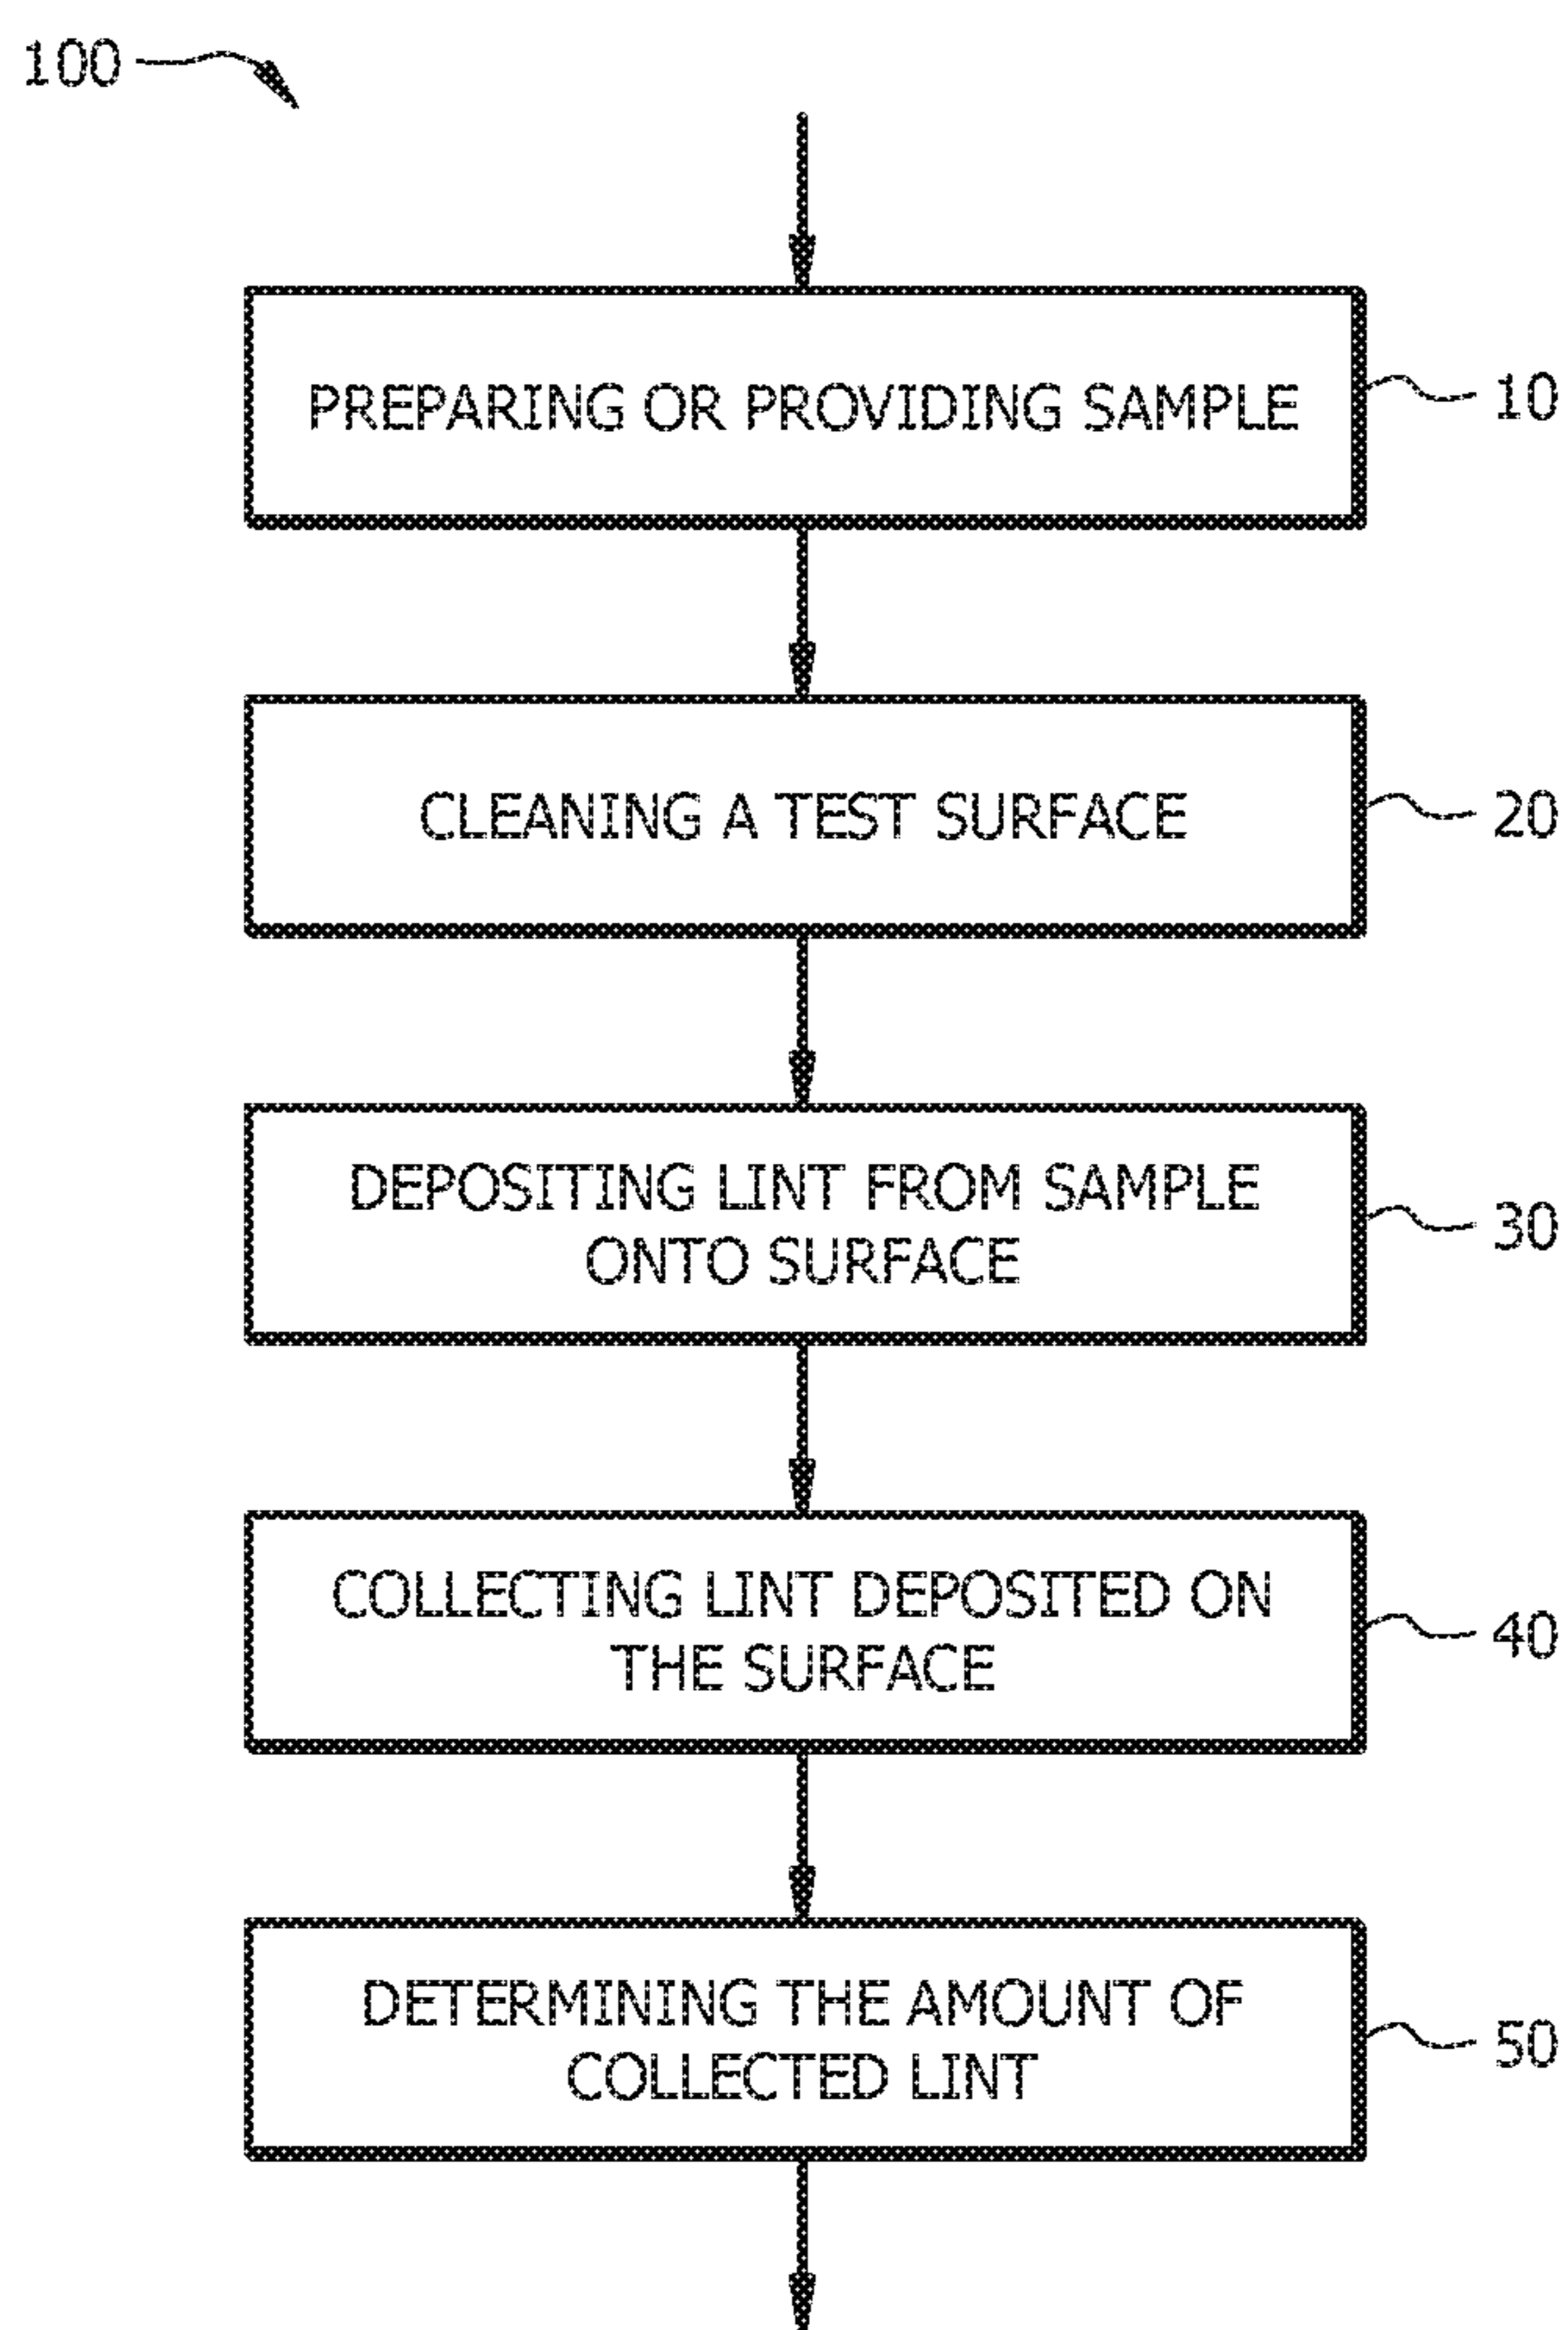 100
PREPARING OR PROVIDING SAMPLE
10
CLEANING A TEST SURFACE
20
DEPOSITING LINT FROM SAMPLE
ONTO SURFACE
30
COLLECTING LINT DEPOSITED ON
THE SURFACE
40
DETERMINING THE AMOUNT OF
COLLECTED LINT
50